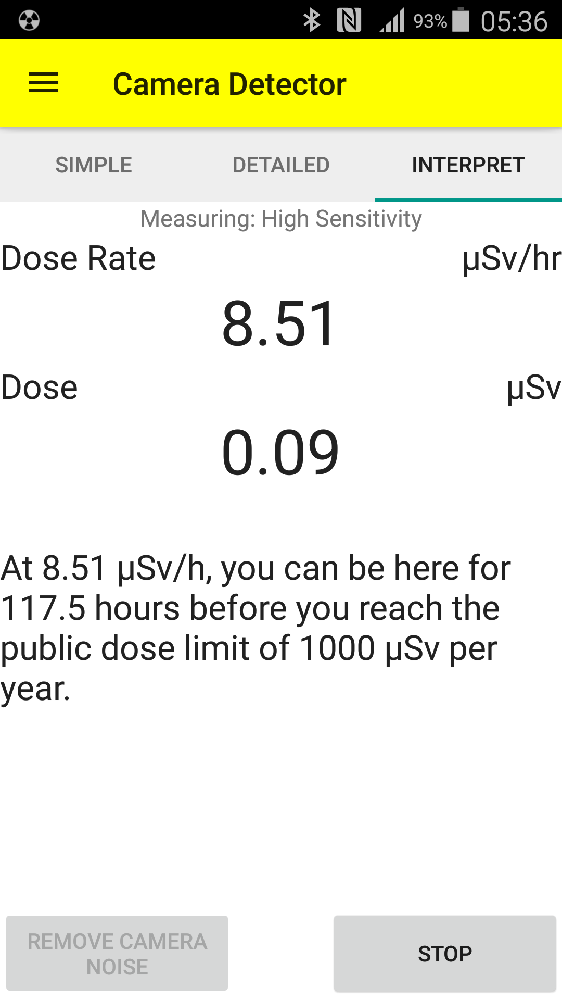 93% 05:36
Camera Detector
SIMPLE DETAILED INTERPRET
Measuring: High Sensitivity
Dose Rate µSv/hr
8.51
Dose µSv
0.09
At 8.51 µSv/h, you can be here for
117.5 hours before you reach the
public dose limit of 1000 µSv per
year.
REMOVE CAMERA
NOISE
STOP